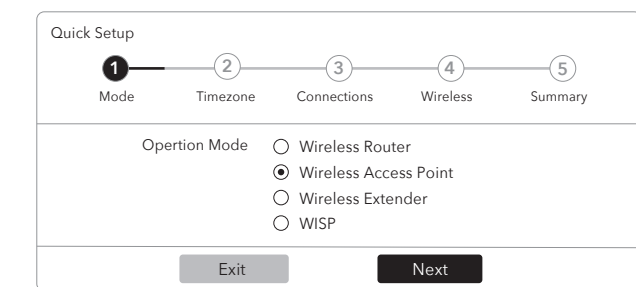 Quick Setup
1 2 3 4 5
Mode Timezone Connections Wireless Summary
Opertion Mode Wireless Router
Wireless Access Point
Wireless Extender
WISP
Exit Next